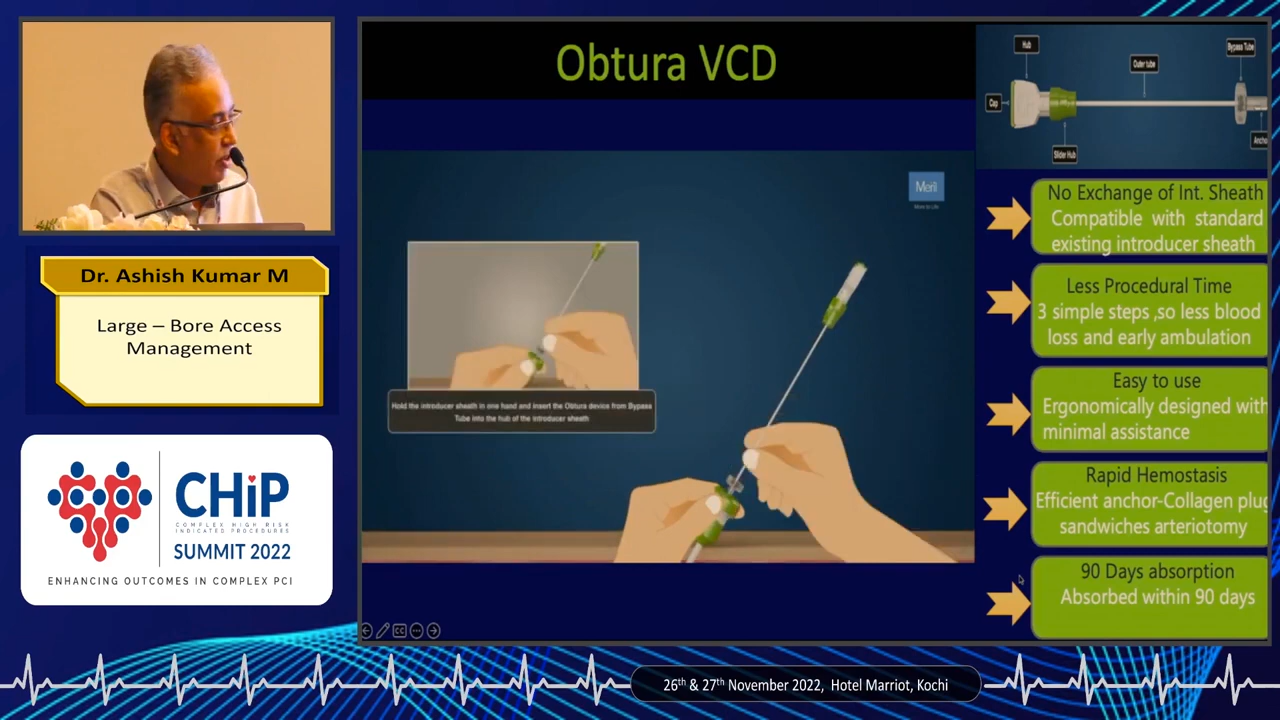 Obtura VCD
Hub
Outer tube
Bypass Tube
Cap
Slider Hub
Meril
More to Life
Hold the introducer sheath in one hand and insert the Obtura device from Bypass
Tube into the hub of the introducer sheath
No Exchange of Int. Sheath
Compatible with standard
existing introducer sheath
Less Procedural Time
3 simple steps ,so less blood
loss and early ambulation
Easy to use
Ergonomically designed with
minimal assistance
Rapid Hemostasis
Efficient anchor-Collagen plug
sandwiches arteriotomy
90 Days absorption
Absorbed within 90 days
CC
Dr. Ashish Kumar M
Large – Bore Access
Management
CHiP
COMPLEX HIGH RISK
INDICATED PROCEDURES
SUMMIT 2022
ENHANCING OUTCOMES IN COMPLEX PCI
26th & 27th November 2022, Hotel Marriot, Kochi